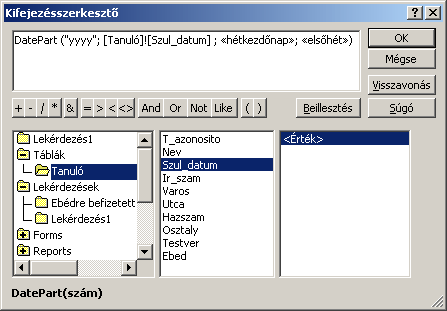 Kifejezésszerkesztő
DatePart ("yyyy"; [Tanuló]![Szul_datum] ; «hétkezdőnap»; «elsőhét»)
OK
Mégse
Visszavonás
+ - / * & = > < <> And Or Not Like ( ) Beillesztés Súgó
Lekérdezés1
Táblák
Tanuló
Lekérdezések
Ebédre befizetett
Lekérdezés1
Forms
Reports
T_azonosito
Nev
Szul_datum
Ir_szam
Varos
Utca
Hazszam
Osztaly
Testver
Ebed
<Érték>
DatePart(szám)